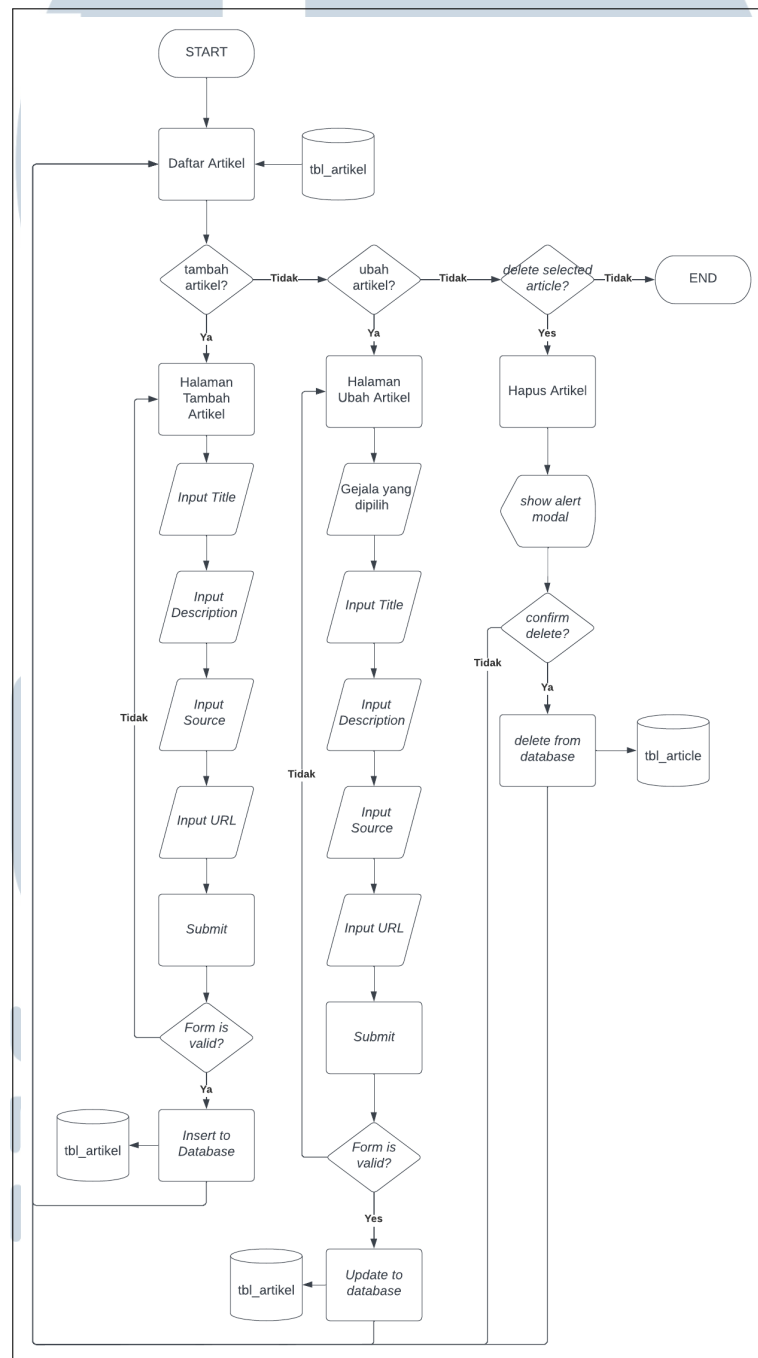 START
Daftar Artikel
tbl_artikel
tambah
artikel?
Tidak
ubah
artikel?
Tidak
delete selected
article?
Tidak
END
Ya
Ya
Yes
Halaman
Tambah
Artikel
Halaman
Ubah Artikel
Hapus Artikel
Input Title
Gejala yang
dipilih
show alert
modal
Input
Description
Input Title
confirm
delete?
Tidak
Ya
Input
Source
Input
Description
Tidak
delete from
database
tbl_article
Tidak
Input URL
Input
Source
Submit
Input URL
Form is
valid?
Submit
Ya
Insert to
Database
tbl_artikel
Form is
valid?
Yes
Update to
database
tbl_artikel